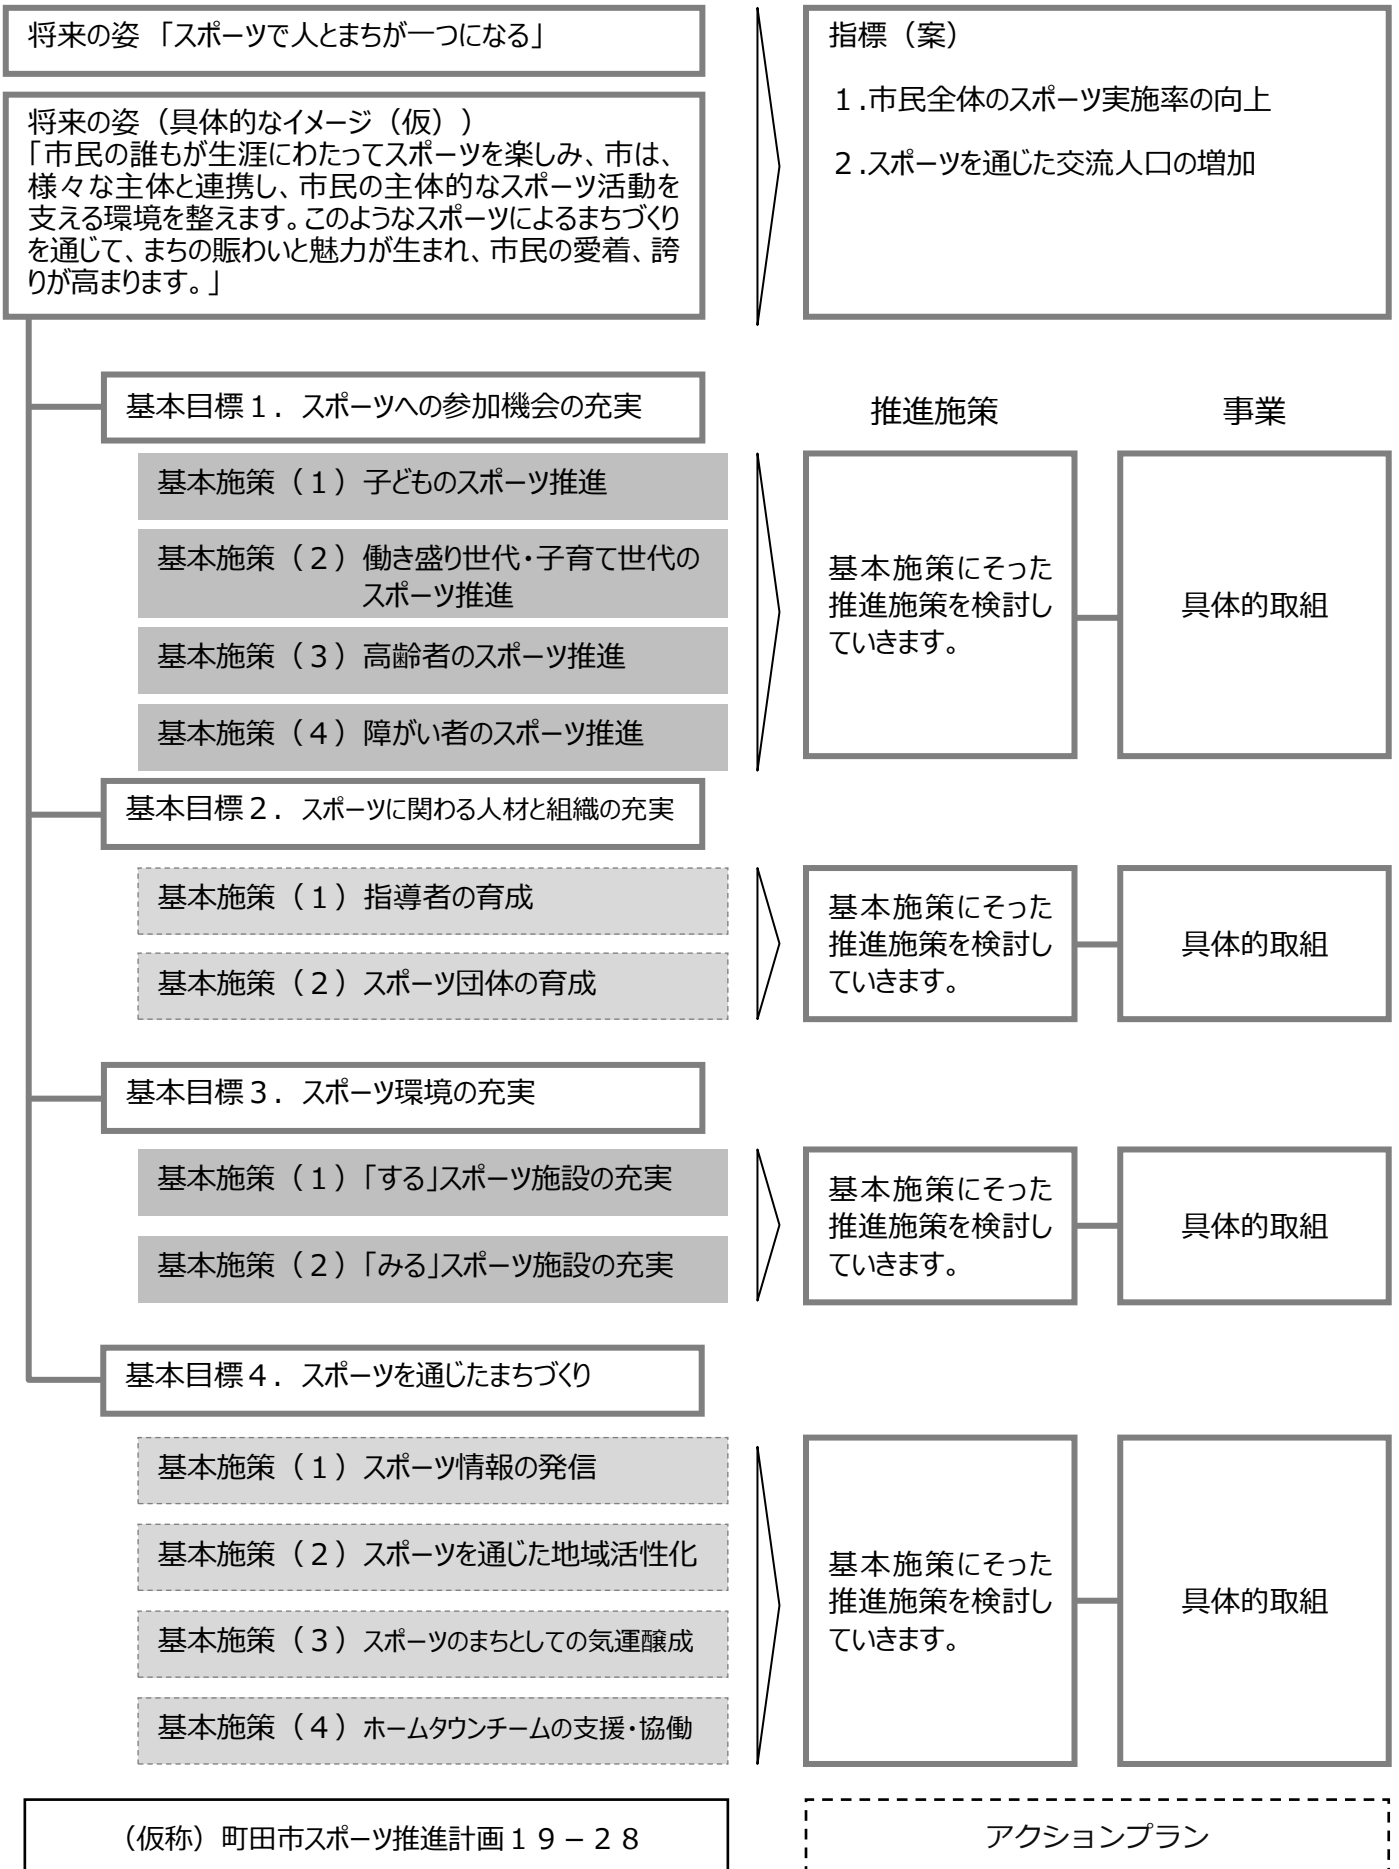 将来の姿 「スポーツで人とまちが一つになる」
将来の姿（具体的なイメージ（仮））
「市民の誰もが生涯にわたってスポーツを楽しみ、市は、
様々な主体と連携し、市民の主体的なスポーツ活動を
支える環境を整えます。このようなスポーツによるまちづくり
を通じて、まちの賑わいと魅力が生まれ、市民の愛着、誇
りが高まります。」
指標（案）
１.市民全体のスポーツ実施率の向上
２.スポーツを通じた交流人口の増加
基本目標１．スポーツへの参加機会の充実
推進施策
事業
基本施策（１）子どものスポーツ推進
基本施策（２）働き盛り世代・子育て世代の
スポーツ推進
基本施策（３）高齢者のスポーツ推進
基本施策（４）障がい者のスポーツ推進
基本施策にそった
推進施策を検討し
ていきます。
具体的取組
基本目標２．スポーツに関わる人材と組織の充実
基本施策（１）指導者の育成
基本施策（２）スポーツ団体の育成
基本施策にそった
推進施策を検討し
ていきます。
具体的取組
基本目標３．スポーツ環境の充実
基本施策（１）「する」スポーツ施設の充実
基本施策（２）「みる」スポーツ施設の充実
基本施策にそった
推進施策を検討し
ていきます。
具体的取組
基本目標４．スポーツを通じたまちづくり
基本施策（１）スポーツ情報の発信
基本施策（２）スポーツを通じた地域活性化
基本施策（３）スポーツのまちとしての気運醸成
基本施策（４）ホームタウンチームの支援・協働
基本施策にそった
推進施策を検討し
ていきます。
具体的取組
（仮称）町田市スポーツ推進計画１９－２８
アクションプラン